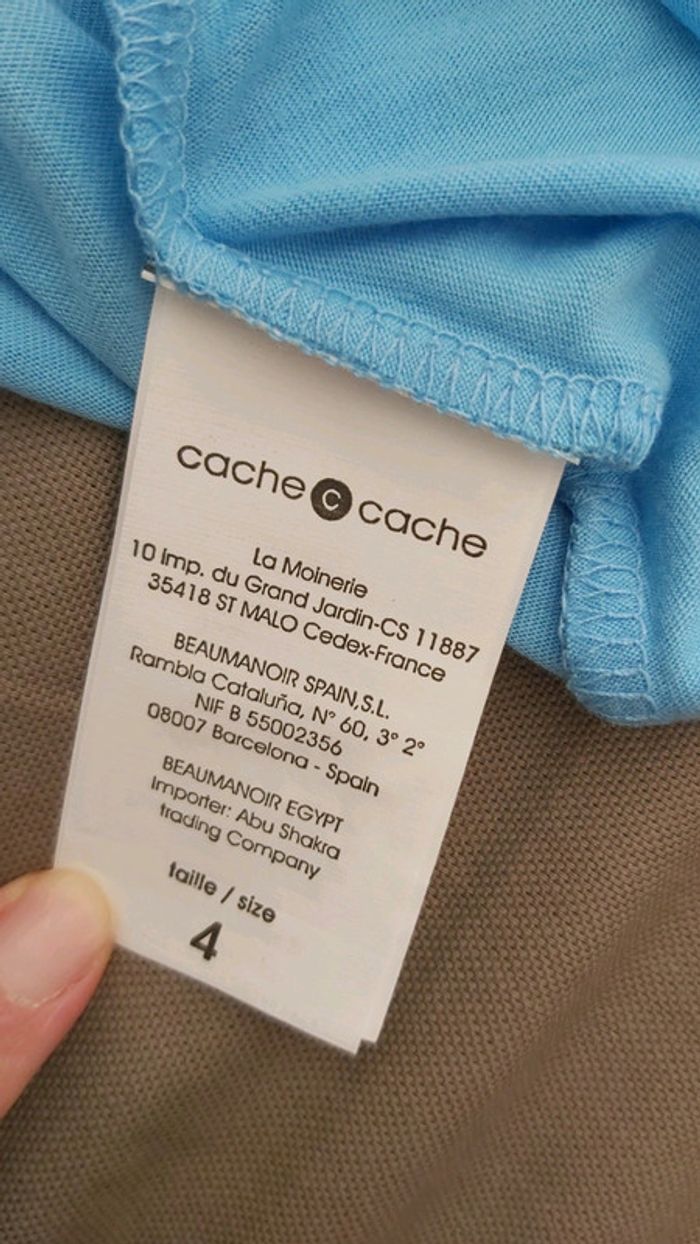 cache c cache
La Moinerie
10 Imp. du Grand Jardin-CS 11887
35418 ST MALO Cedex-France
BEAUMANOIR SPAIN,S.L.
Rambla Cataluña, N° 60, 3° 2°
NIF B 55002356
08007 Barcelona - Spain
BEAUMANOIR EGYPT
Importer: Abu Shakra
trading Company
taille / size
4